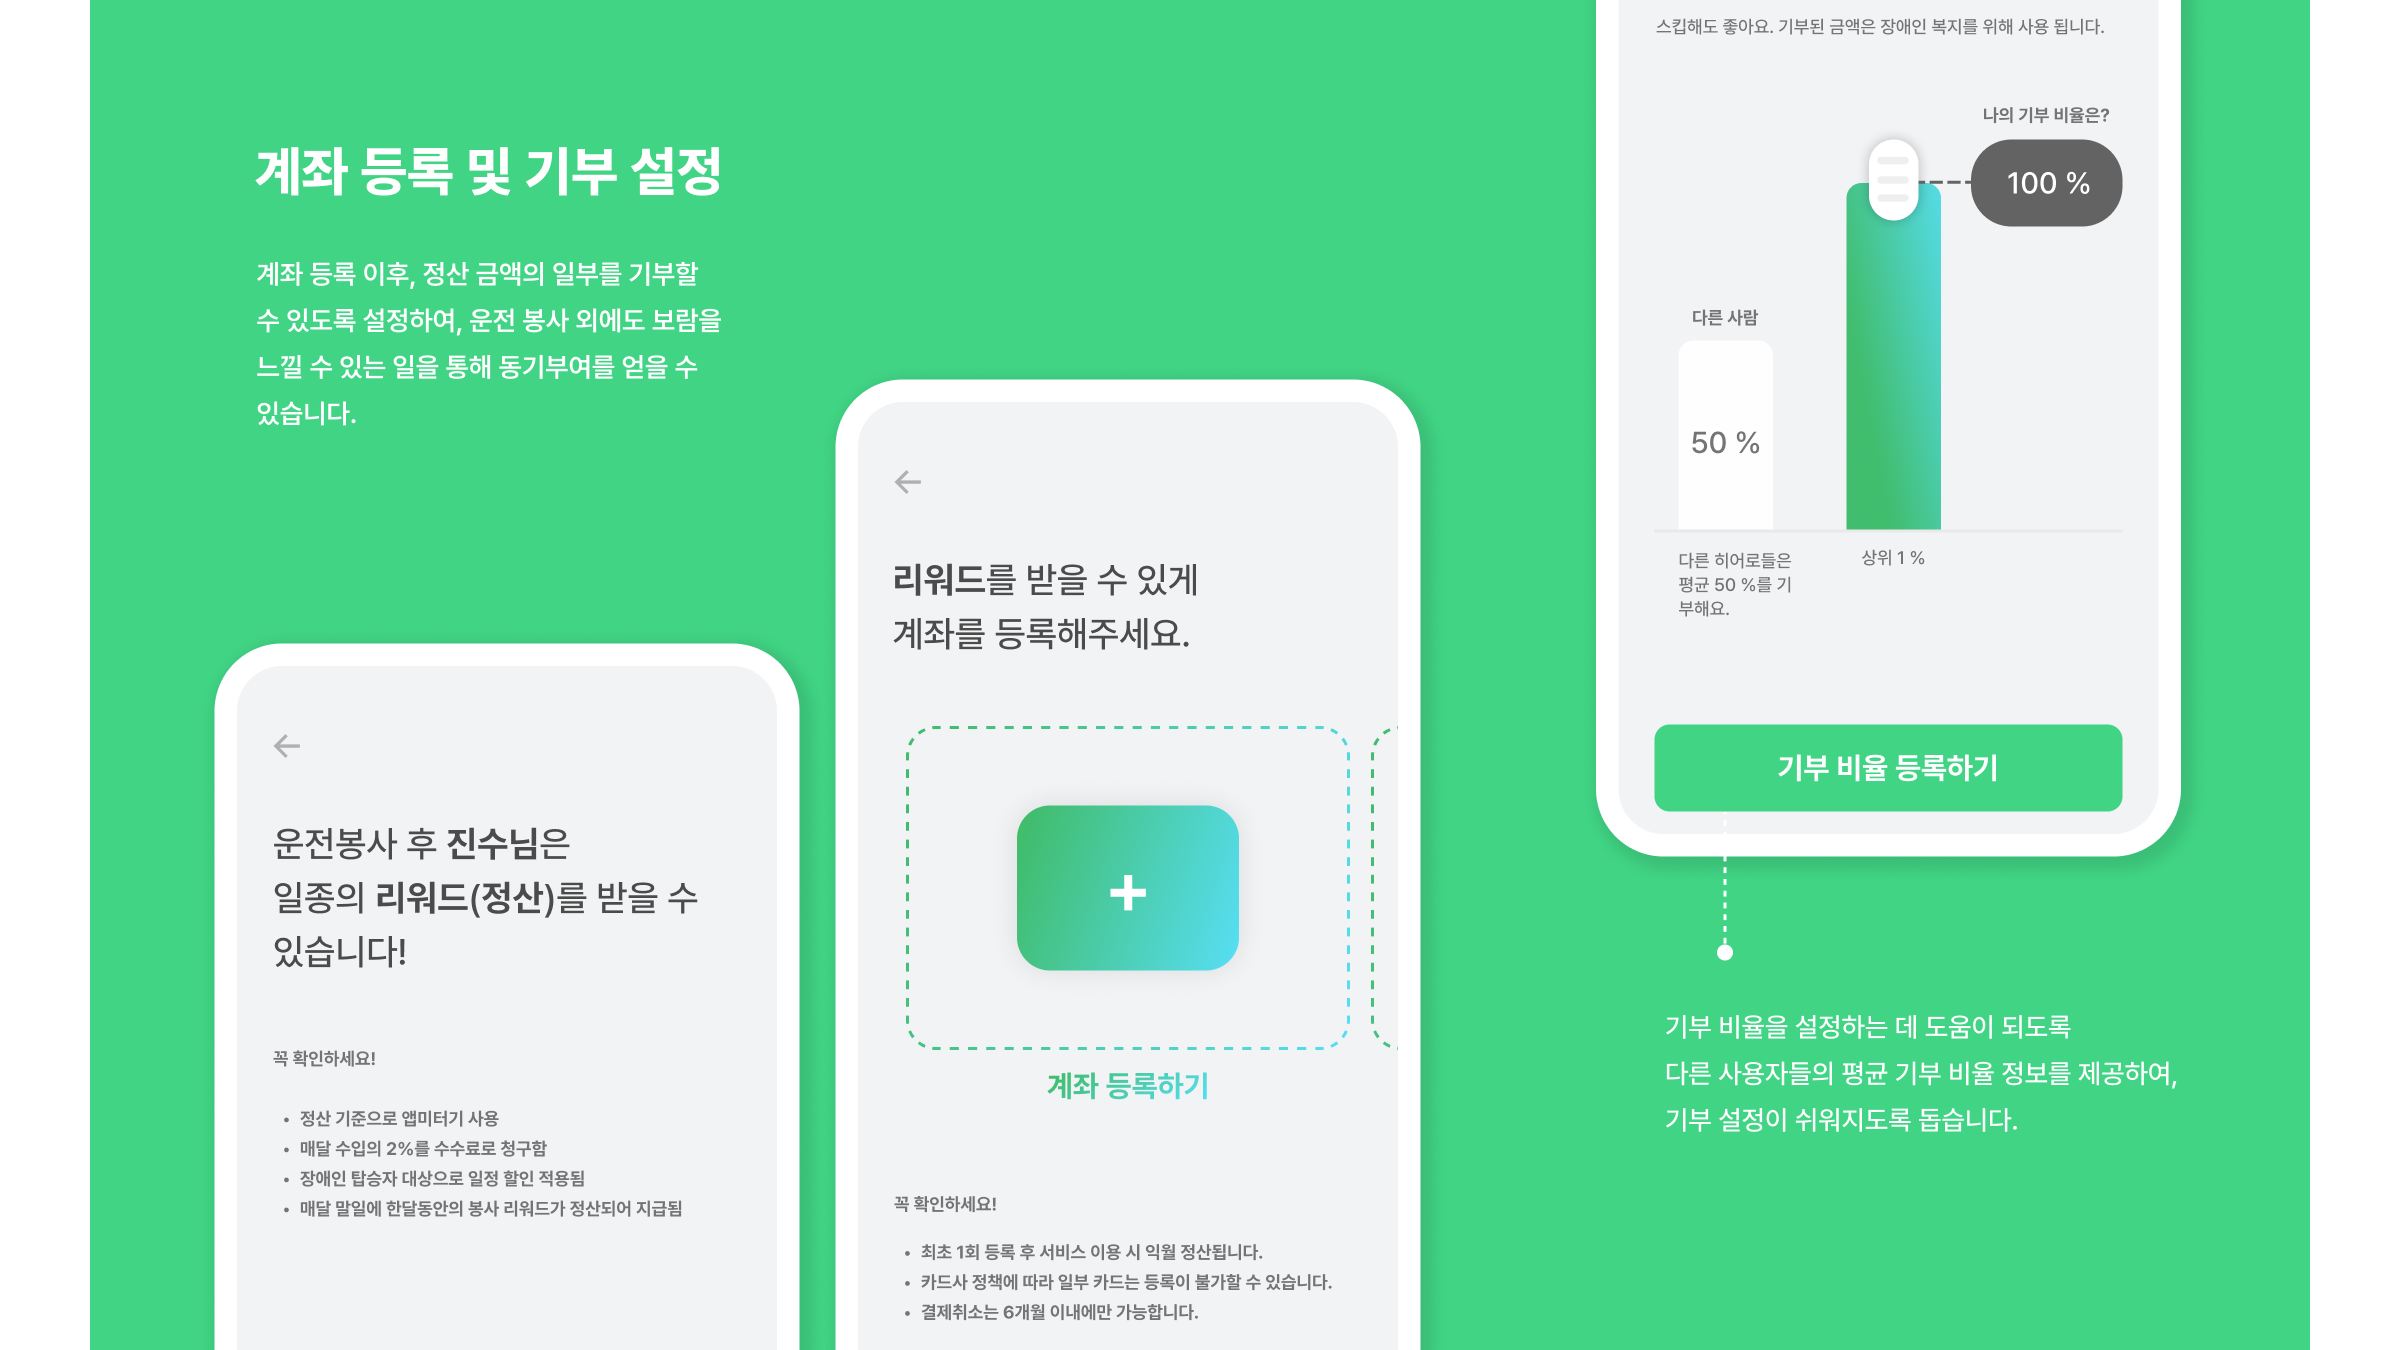 계좌 등록 및 기부 설정
계좌 등록 이후, 정산 금액의 일부를 기부할
수 있도록 설정하여, 운전 봉사 외에도 보람을
느낄 수 있는 일을 통해 동기부여를 얻을 수
있습니다.
운전봉사 후 진수님은
일종의 리워드(정산)를 받을 수
있습니다!
꼭 확인하세요!
• 정산 기준으로 앱미터기 사용
• 매달 수입의 2%를 수수료로 청구함
• 장애인 탑승자 대상으로 일정 할인 적용됨
• 매달 말일에 한달동안의 봉사 리워드가 정산되어 지급됨
리워드를 받을 수 있게
계좌를 등록해주세요.
+
계좌 등록하기
꼭 확인하세요!
• 최초 1회 등록 후 서비스 이용 시 익월 정산됩니다.
• 카드사 정책에 따라 일부 카드는 등록이 불가할 수 있습니다.
• 결제취소는 6개월 이내에만 가능합니다.
스킵해도 좋아요. 기부된 금액은 장애인 복지를 위해 사용 됩니다.
나의 기부 비율은?
100 %
다른 사람
50 %
다른 히어로들은
평균 50 %를 기
부해요.
상위 1 %
기부 비율 등록하기
기부 비율을 설정하는 데 도움이 되도록
다른 사용자들의 평균 기부 비율 정보를 제공하여,
기부 설정이 쉬워지도록 돕습니다.